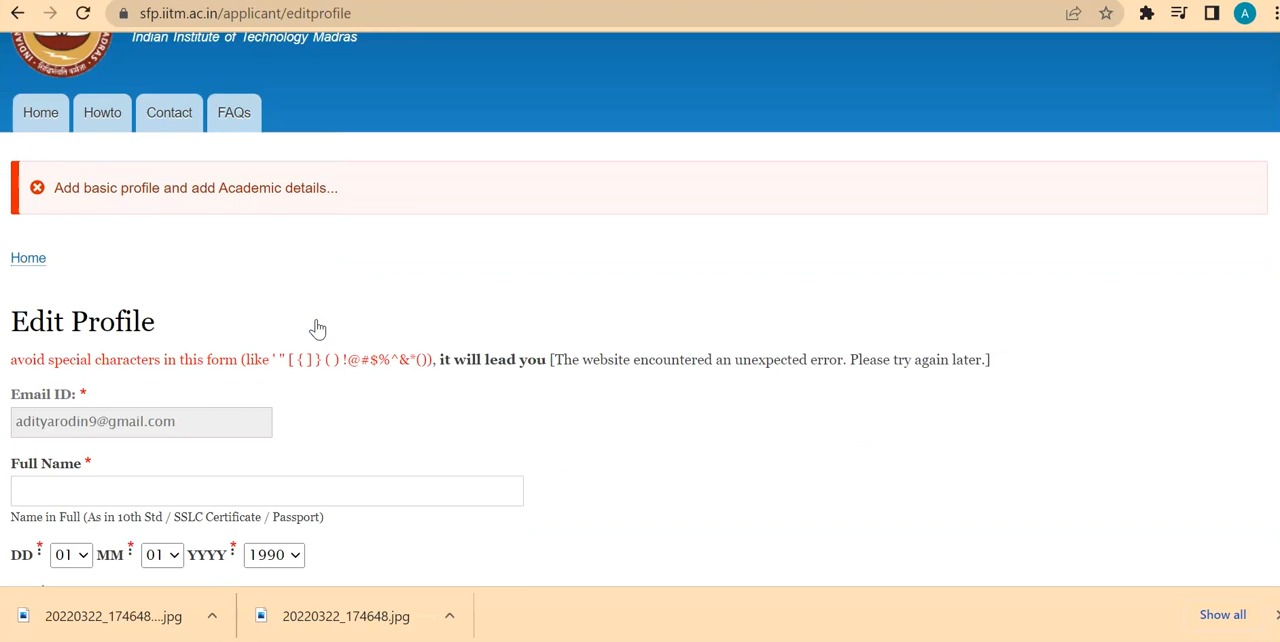 sfp.iitm.ac.in/applicant/editprofile
A
Indian Institute of Technology Madras
Home Howto Contact FAQs
Add basic profile and add Academic details...
Home
Edit Profile
avoid special characters in this form (like ' " [ { ] } ( ) !@#$%^&*()), it will lead you [The website encountered an unexpected error. Please try again later.]
Email ID: *
adityarodin9@gmail.com
Full Name *
Name in Full (As in 10th Std / SSLC Certificate / Passport)
DD * : 01 MM * : 01 YYYY * : 1990
20220322_174648....jpg 20220322_174648.jpg Show all